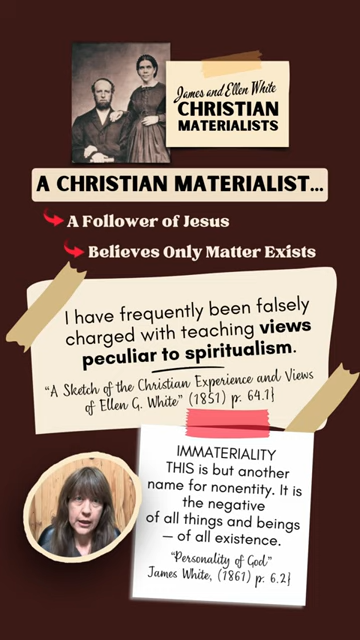 James and Ellen White
CHRISTIAN
MATERIALISTS
A CHRISTIAN MATERIALIST...
A Follower of Jesus
Believes Only Matter Exists
I have frequently been falsely
charged with teaching views
peculiar to spiritualism.
“A Sketch of the Christian Experience and Views
of Ellen G. White” (1851) p. 64.1}
IMMATERIALITY
THIS is but another
name for nonentity. It is
the negative
of all things and beings
— of all existence.
“Personality of God”
James White, (1861) p. 6.2}